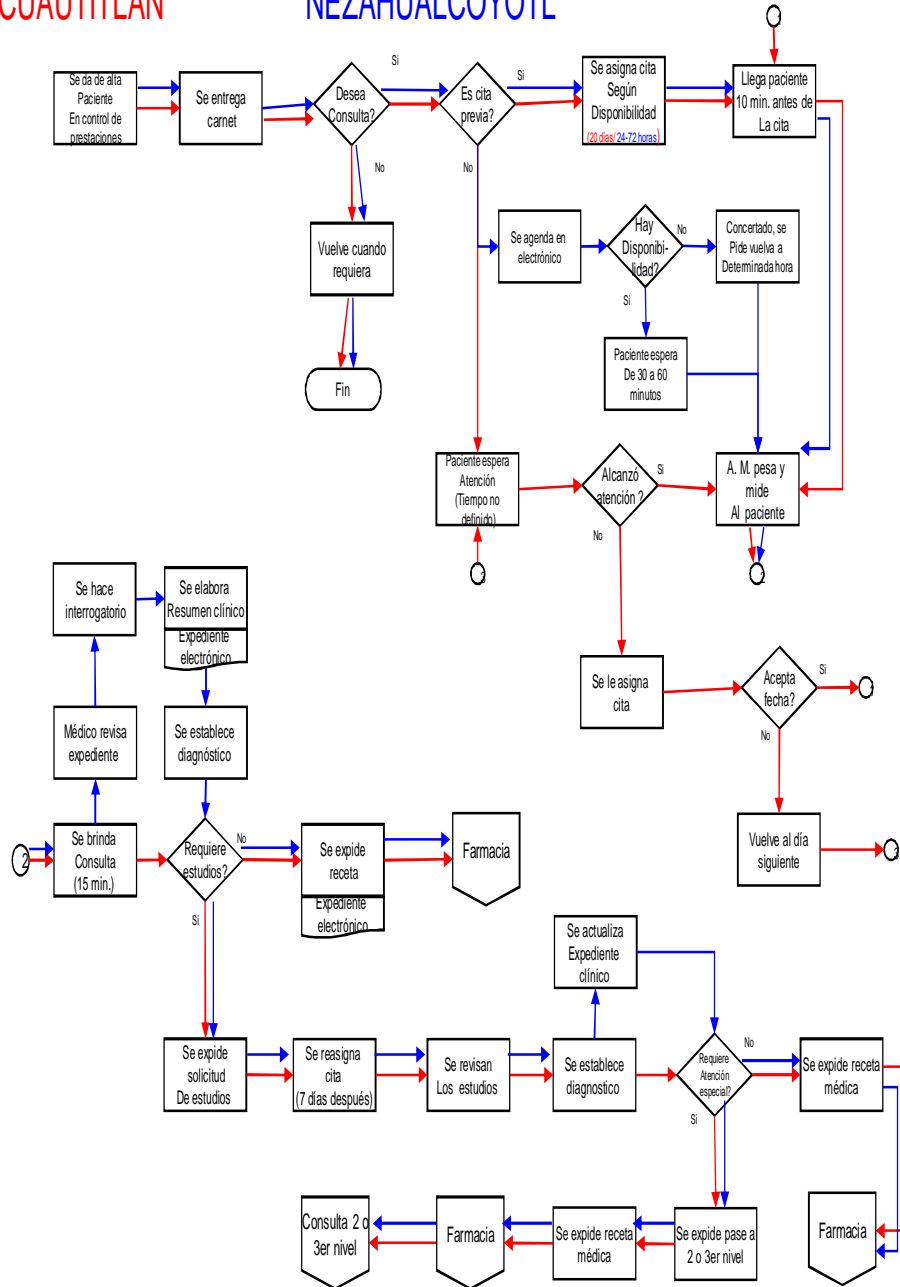 CUAUTITLÁN
NEZAHUALCÓYOTL
Se da de alta
Paciente
En control de
prestaciones
Se entrega
carnet
Desea
Consulta?
Si
No
Es cita
previa?
Si
No
Se asigna cita
Según
Disponibilidad
(20 días/ 24-72 horas)
Llega paciente
10 min. antes de
La cita
Vuelve cuando
requiera
Fin
Se agenda en
electrónico
Hay
Disponibi-
lidad?
No
Si
Concertado, se
Pide vuelva a
Determinada hora
Paciente espera
De 30 a 60
minutos
Paciente espera
Atención
(Tiempo no
definido)
Alcanzó
atención ?
Si
No
A. M. pesa y
mide
Al paciente
3
2
Se hace
interrogatorio
Se elabora
Resumen clínico
Expediente
electrónico
Se le asigna
cita
Acepta
fecha?
Si
No
Médico revisa
expediente
Se establece
diagnóstico
2
Se brinda
Consulta
(15 min.)
Requiere
estudios?
No
Si
Se expide
receta
Expediente
electrónico
Farmacia
Vuelve al día
siguiente
3
Se actualiza
Expediente
clínico
Se expide
solicitud
De estudios
Se reasigna
cita
(7 días después)
Se revisan
Los estudios
Se establece
diagnostico
Requiere
Atención
especial?
No
Si
Se expide receta
médica
Consulta 2 o
3er nivel
Farmacia
Se expide receta
médica
Se expide pase a
2 o 3er nivel
Farmacia